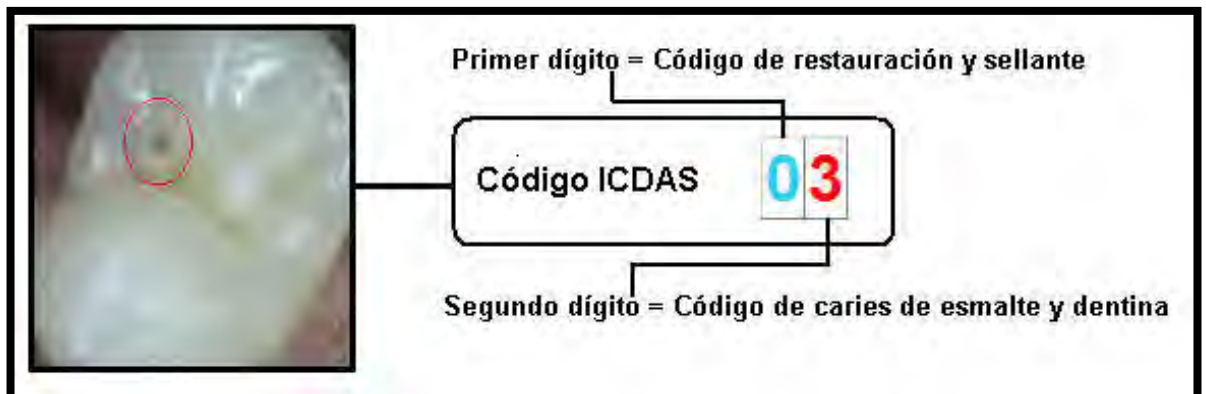 Primer dígito = Código de restauración y sellante
Código ICDAS 03
Segundo dígito = Código de caries de esmalte y dentina